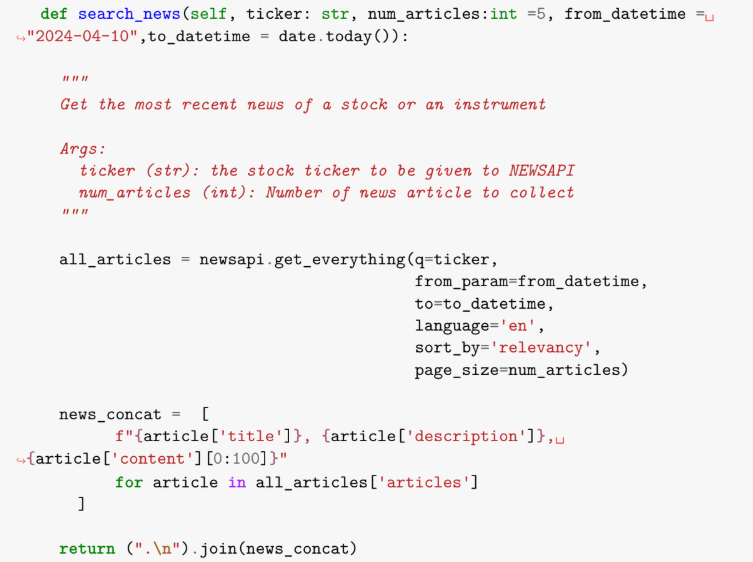 def search_news(self, ticker: str, num_articles:int =5, from_datetime =␣
↪"2024-04-10",to_datetime = date.today()):
"""
Get the most recent news of a stock or an instrument
Args:
ticker (str): the stock ticker to be given to NEWSAPI
num_articles (int): Number of news article to collect
"""
all_articles = newsapi.get_everything(q=ticker,
from_param=from_datetime,
to=to_datetime,
language='en',
sort_by='relevancy',
page_size=num_articles)
news_concat =  [
f"{article['title']}, {article['description']},␣
↪{article['content'][0:100]}"
for article in all_articles['articles']
]
return (".\n").join(news_concat)